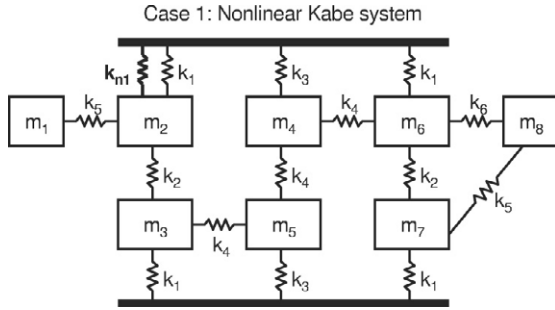 Case 1: Nonlinear Kabe system
kn1 k1 k3 k1
k5 k4 k6
m1 m2 m4 m6 m8
k2 k4 k2 k5
m3 m5 m7
k4
k1 k3 k1